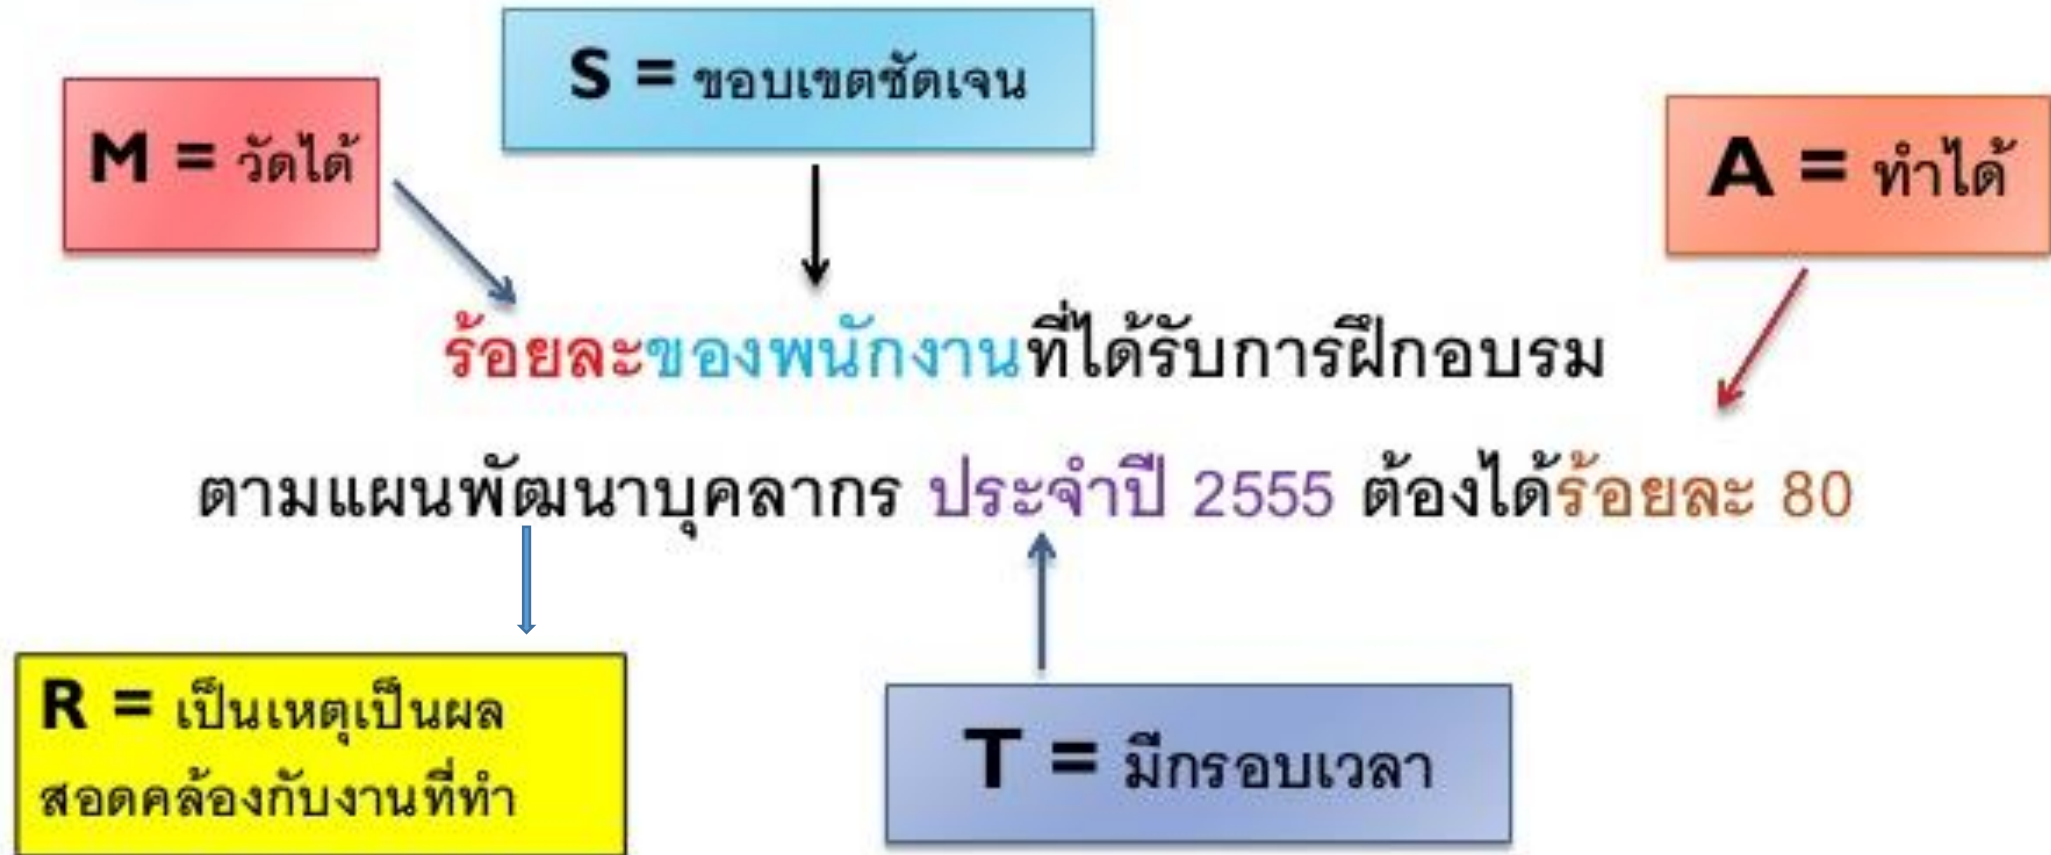 S = ขอบเขตชัดเจน
M = วัดได้
A = ทำได้
ร้อยละของพนักงานที่ได้รับการฝึกอบรม
ตามแผนพัฒนาบุคลากร ประจำปี 2555 ต้องได้ร้อยละ 80
R = เป็นเหตุเป็นผล
สอดคล้องกับงานที่ทำ
T = มีกรอบเวลา